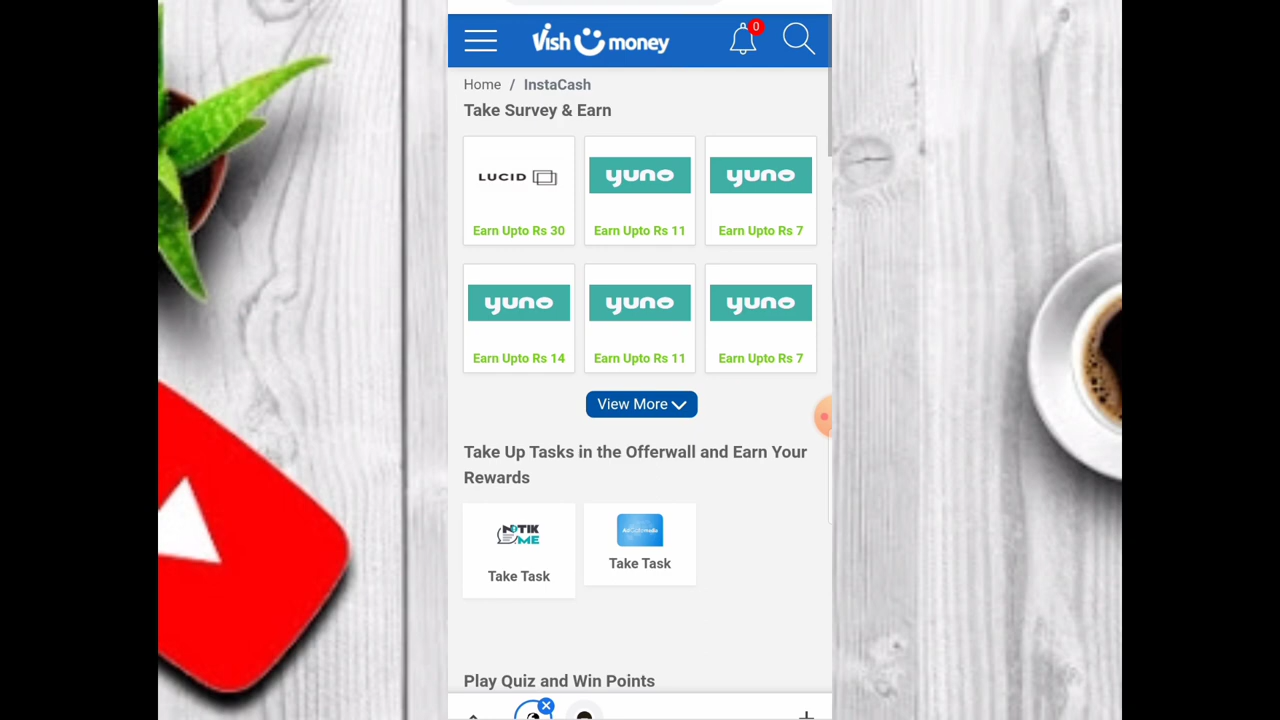 Vish money
0
Home / InstaCash
Take Survey & Earn
LUCID
yuno
yuno
Earn Upto Rs 30
Earn Upto Rs 11
Earn Upto Rs 7
yuno
yuno
yuno
Earn Upto Rs 14
Earn Upto Rs 11
Earn Upto Rs 7
View More
Take Up Tasks in the Offerwall and Earn Your
Rewards
NOTIK
ME
Take Task
Take Task
Play Quiz and Win Points